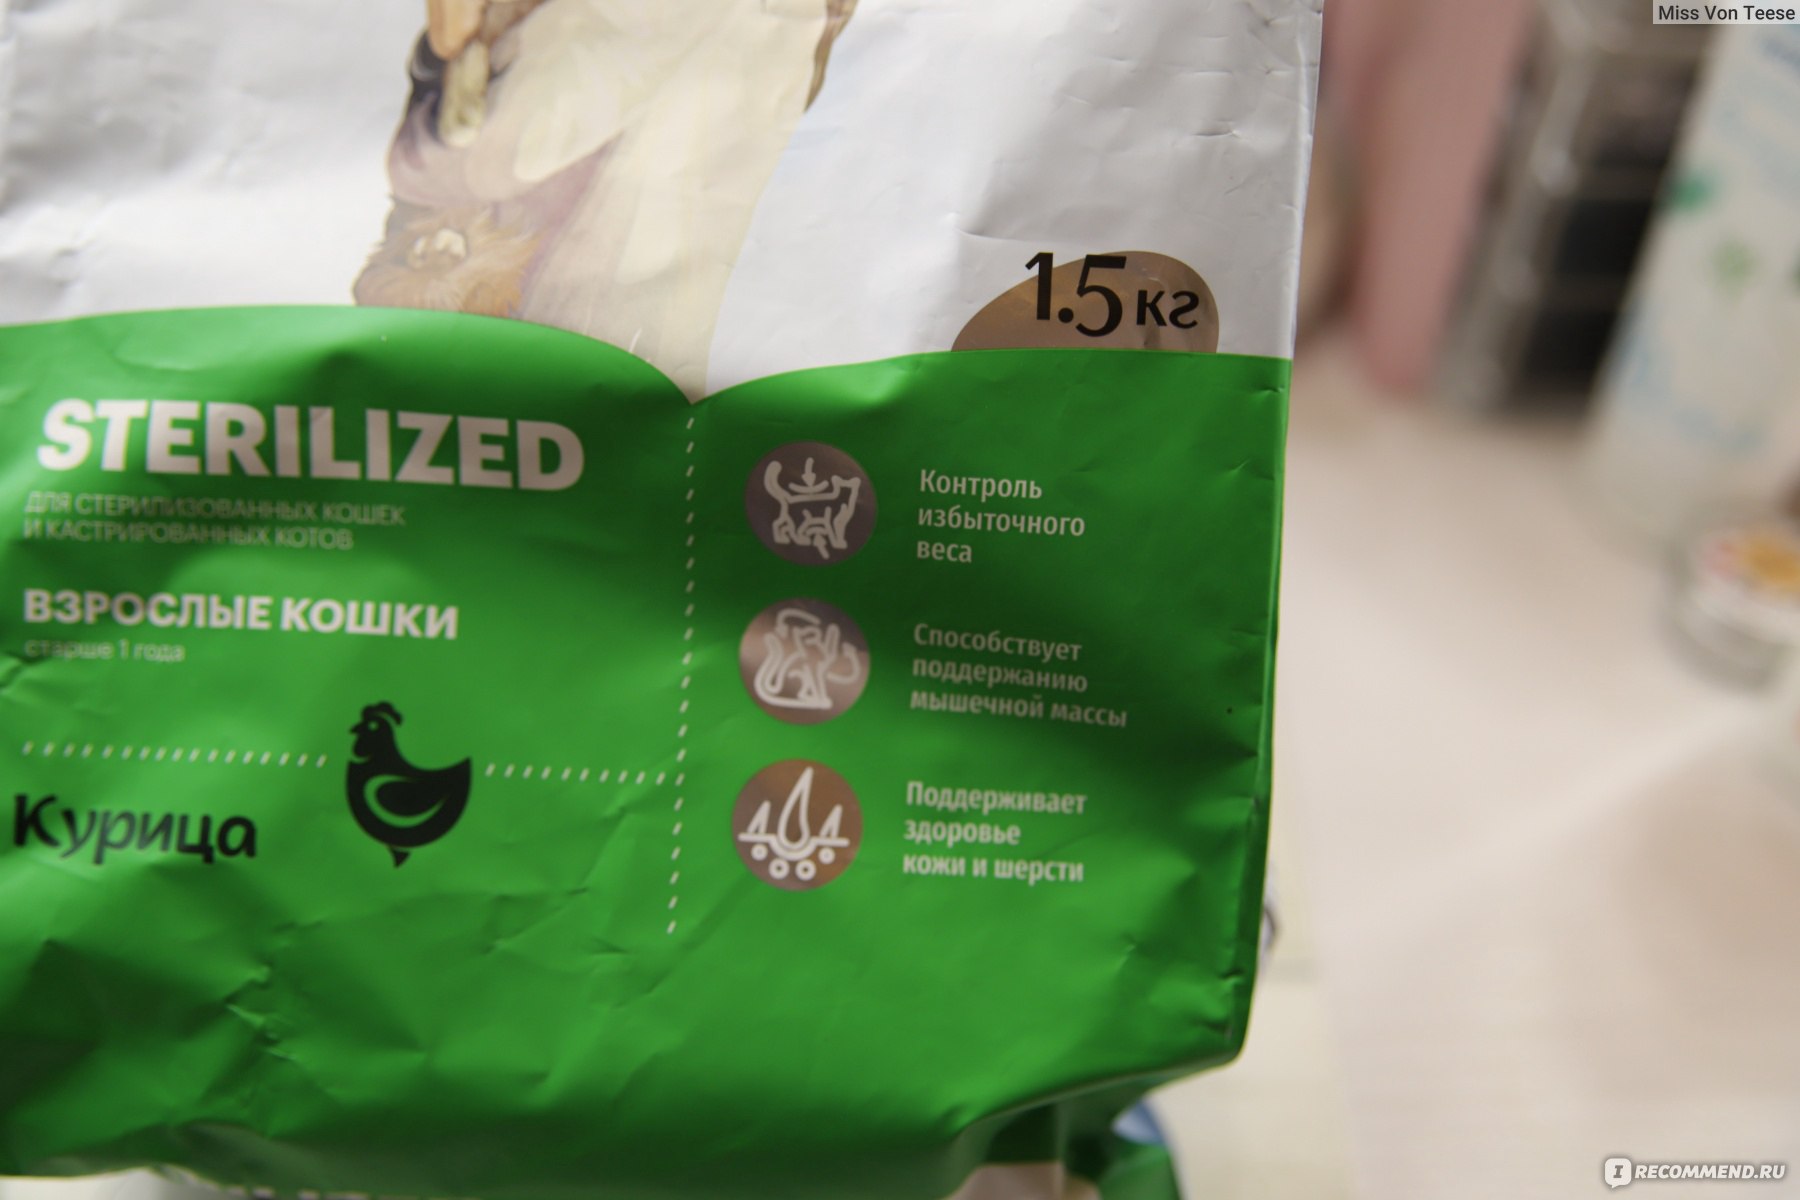 Miss Von Teese
1.5 кг
STERILIZED
ДЛЯ СТЕРИЛИЗОВАННЫХ КОШЕК
И КАСТРИРОВАННЫХ КОТОВ
ВЗРОСЛЫЕ КОШКИ
старше 1 года
Курица
Контроль
избыточного
веса
Способствует
поддержанию
мышечной массы
Поддерживает
здоровье
кожи и шерсти
IRECOMMEND.RU